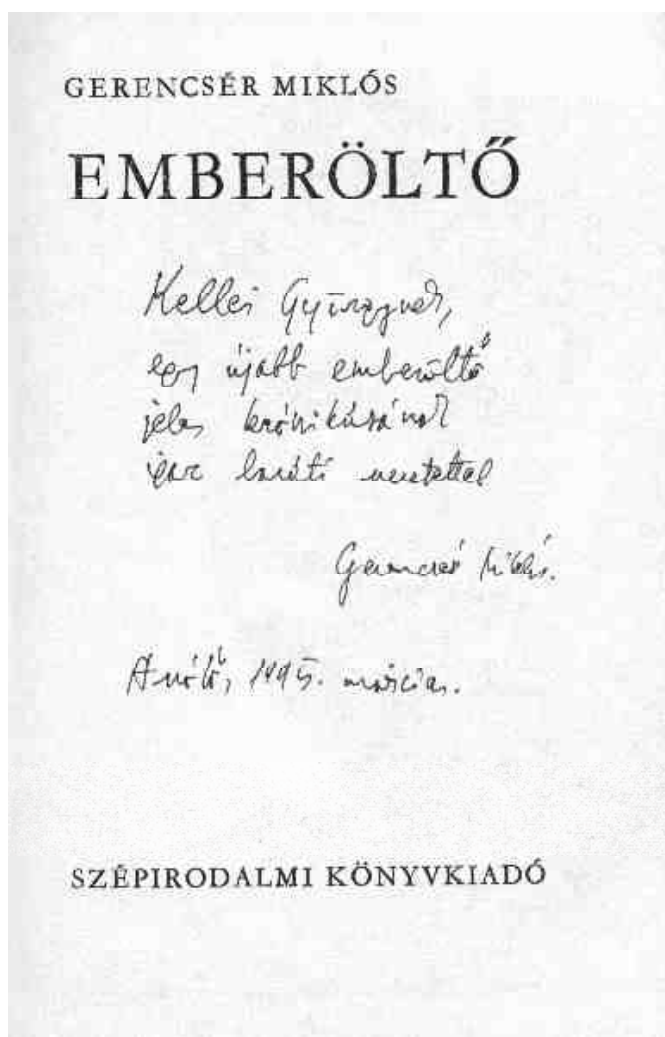 GERENCSÉR MIKLÓS
EMBERÖLTŐ
Kellei Györgynek,
egy újabb emberöltő
jeles krónikásának
igaz baráti szeretettel
Gerencsér Miklós.
1995. március.
SZÉPIRODALMI KÖNYVKIADÓ